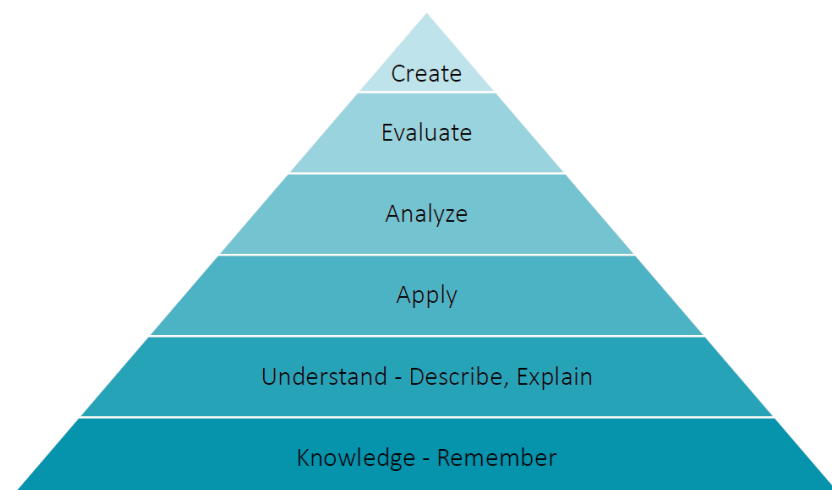 Create
Evaluate
Analyze
Apply
Understand - Describe, Explain
Knowledge - Remember